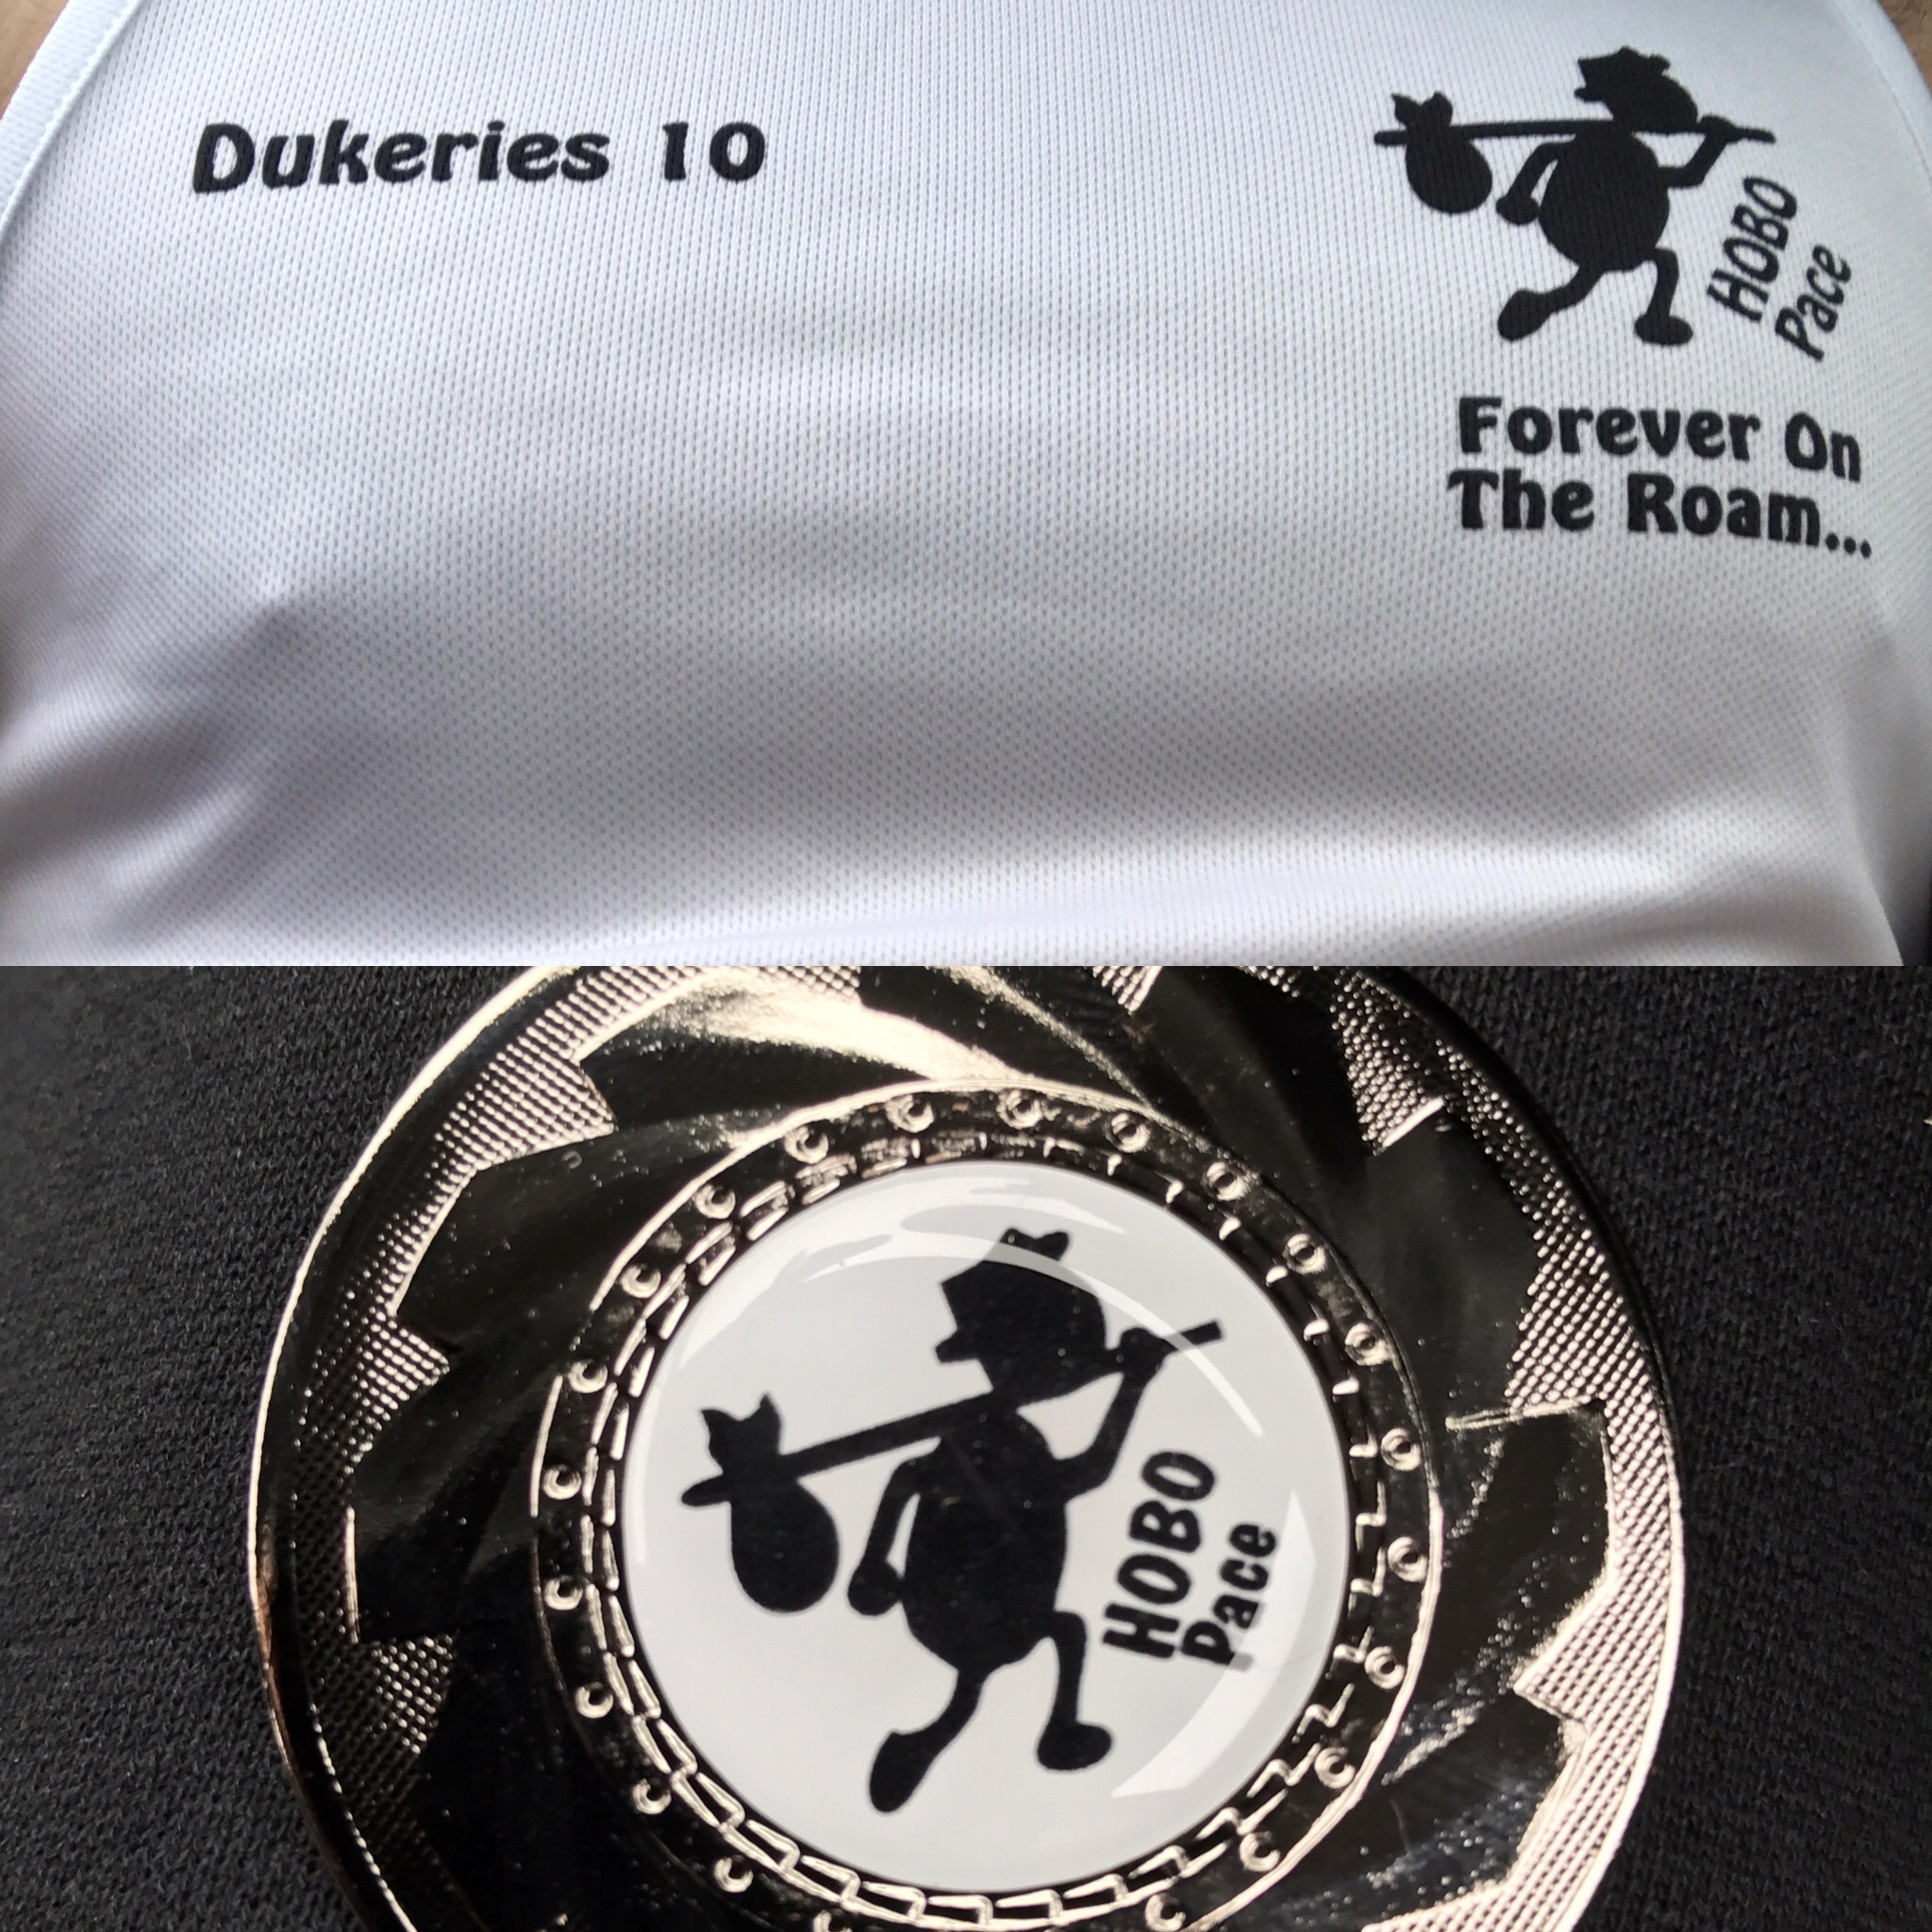 Dukeries 10
HOBO
Pace
Forever On
The Roam...
HOBO
Pace